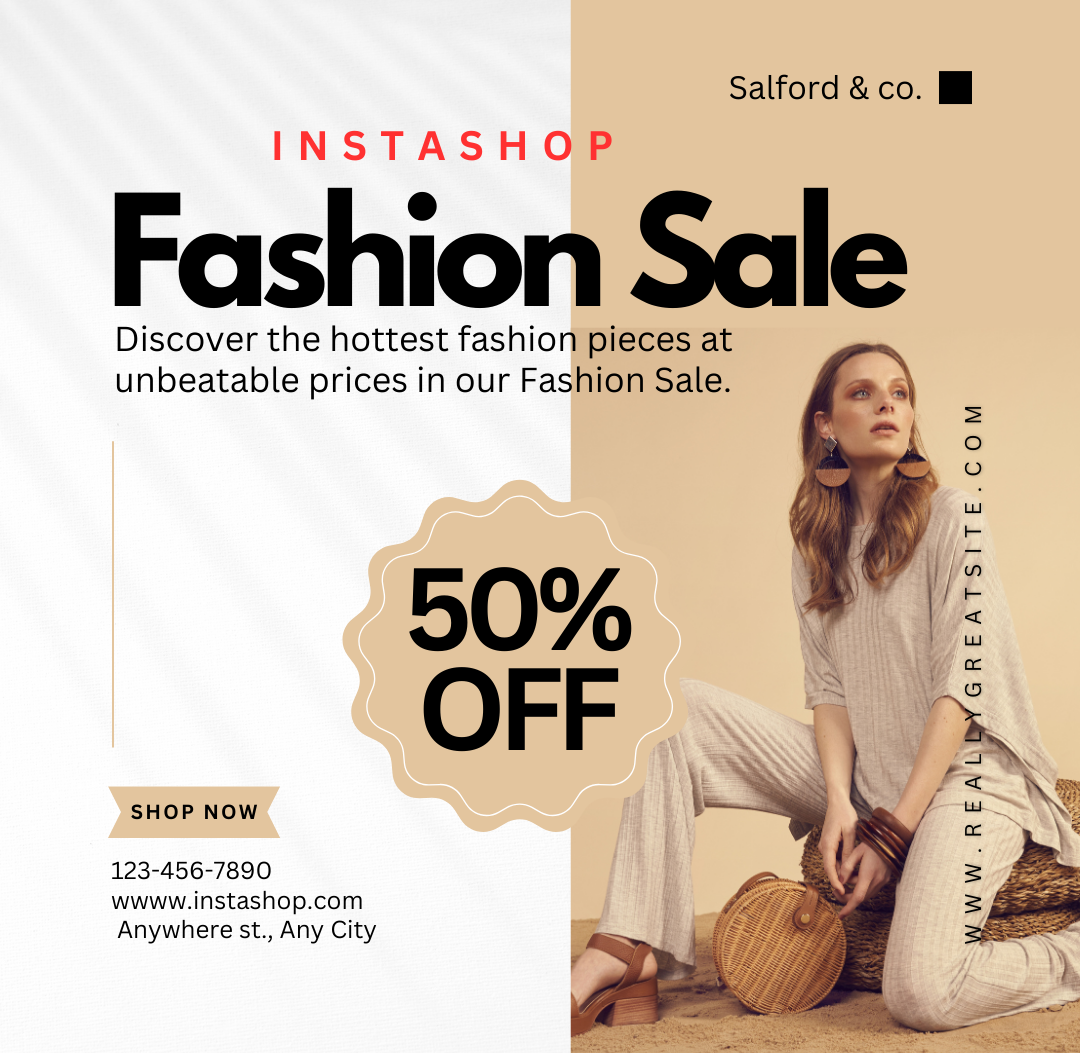 Salford & co.
INSTASHOP
Fashion Sale
Discover the hottest fashion pieces at
unbeatable prices in our Fashion Sale.
50%
OFF
WWW.REALLYGREATSITE.COM
SHOP NOW
123-456-7890
wwww.instashop.com
Anywhere st., Any City